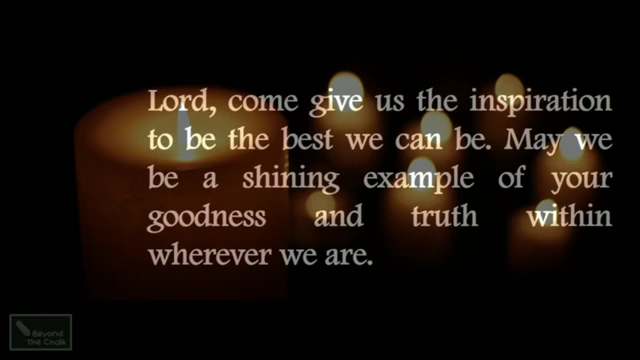 Lord, come give us the inspiration
to be the best we can be. May we
be a shining example of your
goodness and truth within
wherever we are.
Beyond
The Chalk